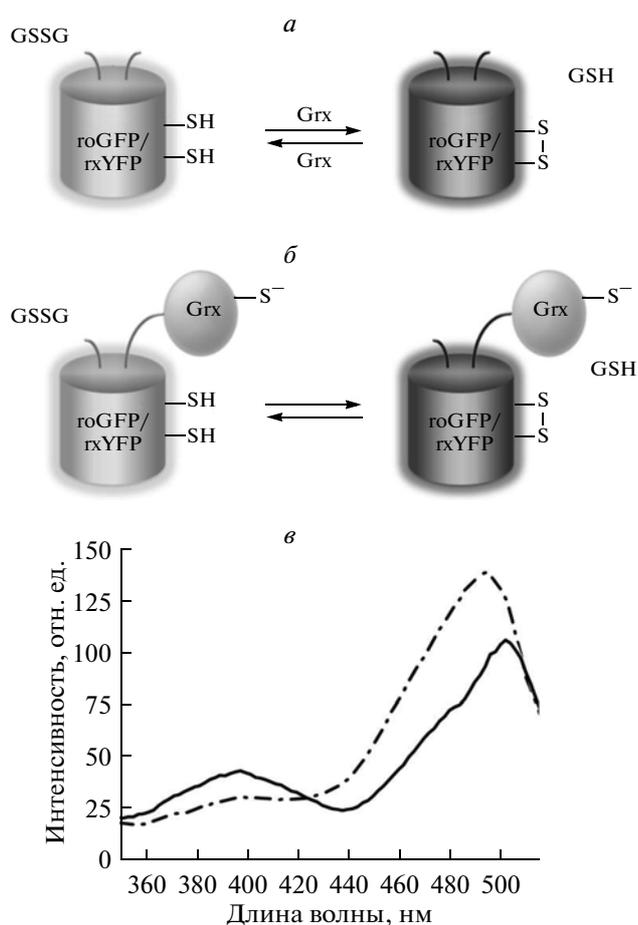 а
GSSG
GSH
roGFP/
rxYFP
SH
SH
Grx
Grx
roGFP/
rxYFP
S
S
б
Grx
S⁻
GSSG
roGFP/
rxYFP
SH
SH
Grx
S⁻
GSH
roGFP/
rxYFP
S
S
в
Интенсивность, отн. ед.
150
125
100
75
50
25
0
360 380 400 420 440 460 480 500
Длина волны, нм